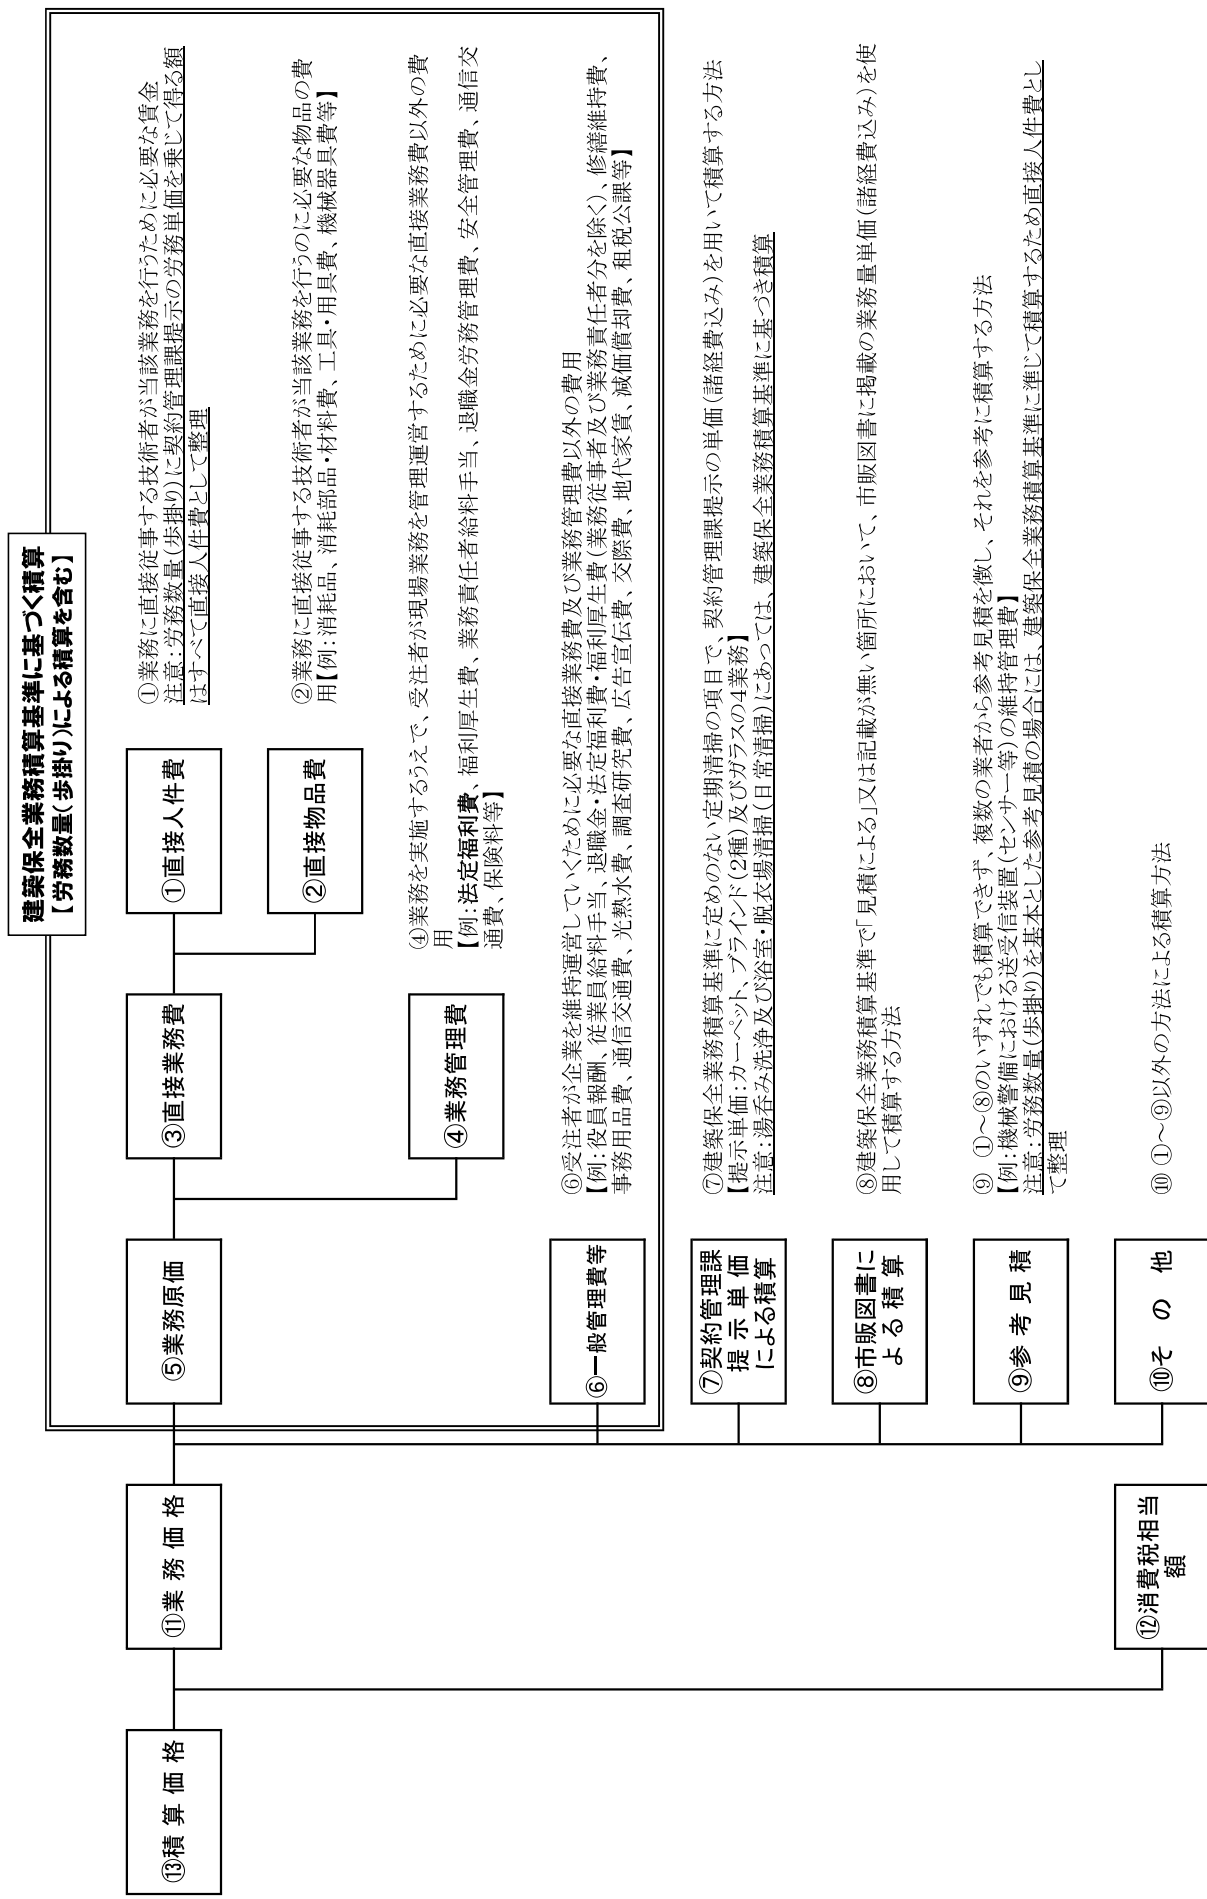 建築保全業務積算基準に基づく積算
【労務数量(歩掛り)による積算を含む】
①直接人件費
①業務に直接従事する技術者が当該業務を行うために必要な賃金
注意:労務数量(歩掛り)に契約管理課提示の労務単価を乗じて得る額
はすべて直接人件費として整理
②直接物品費
②業務に直接従事する技術者が当該業務を行うのに必要な物品の費
用【例:消耗品、消耗部品・材料費、工具・用具費、機械器具費等】
③直接業務費
④業務管理費
④業務を実施するうえで、受注者が現場業務を管理運営するために必要な直接業務費以外の費
用
【例:法定福利費、福利厚生費、業務責任者給料手当、退職金労務管理費、安全管理費、通信交
通費、保険料等】
⑤業務原価
⑥一般管理費等
⑥受注者が企業を維持運営していくために必要な直接業務費及び業務管理費以外の費用
【例:役員報酬、従業員給料手当、退職金・法定福利費・福利厚生費(業務従事者及び業務責任者分を除く)、修繕維持費、
事務用品費、通信交通費、光熱水費、調査研究費、広告宣伝費、交際費、地代家賃、減価償却費、租税公課等】
⑦契約管理課
提示単価
による積算
⑦建築保全業務積算基準に定めのない定期清掃の項目で、契約管理課提示の単価(諸経費込み)を用いて積算する方法
【提示単価:カーペット、ブラインド(2種)及びガラスの4業務】
注意:湯呑み洗浄及び浴室・脱衣場清掃(日常清掃)にあっては、建築保全業務積算基準に基づき積算
⑧市販図書に
よる積算
⑧建築保全業務積算基準で「見積による」又は記載が無い箇所において、市販図書に掲載の業務量単価(諸経費込み)を使
用して積算する方法
⑨参考見積
⑨ ①～⑧のいずれでも積算できず、複数の業者から参考見積を徴し、それを参考に積算する方法
【例:機械警備における送受信装置(センサー等)の維持管理費】
注意:労務数量(歩掛り)を基本とした参考見積の場合には、建築保全業務積算基準に準じて積算するため直接人件費とし
て整理
⑩その他
⑩ ①～⑨以外の方法による積算方法
⑪業務価格
⑫消費税相当
額
⑬積算価格